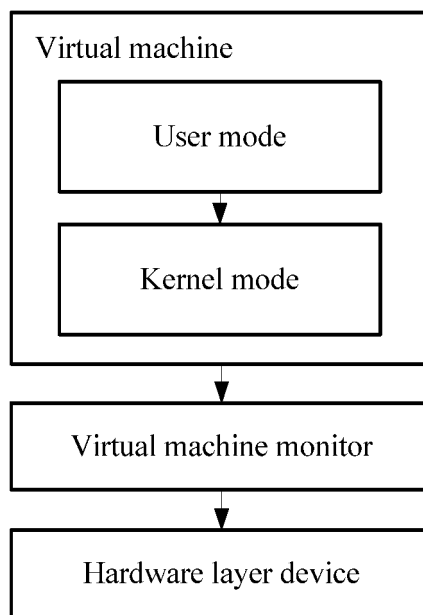 Virtual machine
User mode
Kernel mode
Virtual machine monitor
Hardware layer device